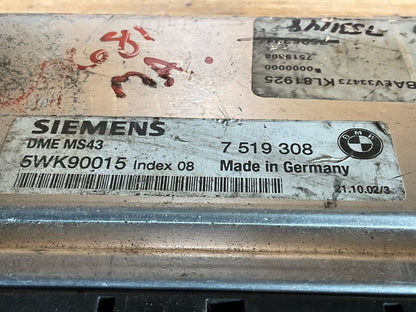 7519308
0000000
BAEV33473 KL81925
SIEMENS
DME MS43
7 519 308
BMW
5WK90015 index 08
Made in Germany
21.10.02/3